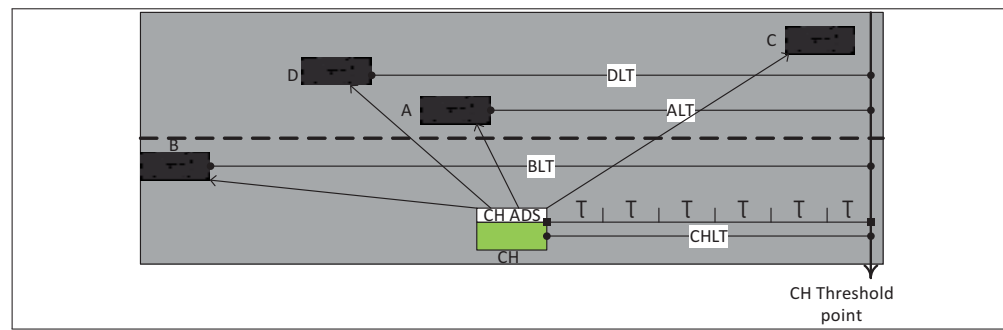 C
D
DLT
A
ALT
B
BLT
CH ADS
τ τ τ τ τ τ
CHLT
CH
CH Threshold
point